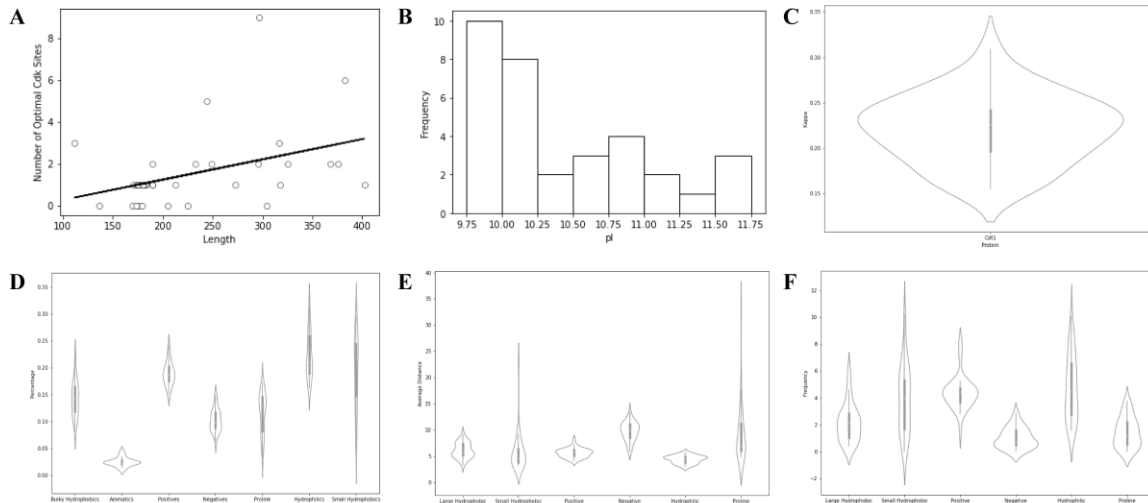 A
Number of Optimal Cdk Sites
8
6
4
2
0
100
150
200
250
300
350
400
Length
B
Frequency
10
8
6
4
2
0
9.75
10.00
10.25
10.50
10.75
11.00
11.25
11.50
11.75
pI
C
Kappa
0.35
0.30
0.25
0.20
0.15
Cdt1
Protein
D
Percentage
0.35
0.30
0.25
0.20
0.15
0.10
0.05
0.00
Bulky Hydrophobics
Aromatics
Positives
Negatives
Proline
Hydrophilics
Small Hydrophobics
E
Average Distance
40
35
30
25
20
15
10
5
0
Large Hydrophobic
Small Hydrophobic
Positive
Negative
Hydrophilic
Proline
F
Frequency
12
10
8
6
4
2
0
−2
Large Hydrophobic
Small Hydrophobic
Positive
Negative
Hydrophilic
Proline